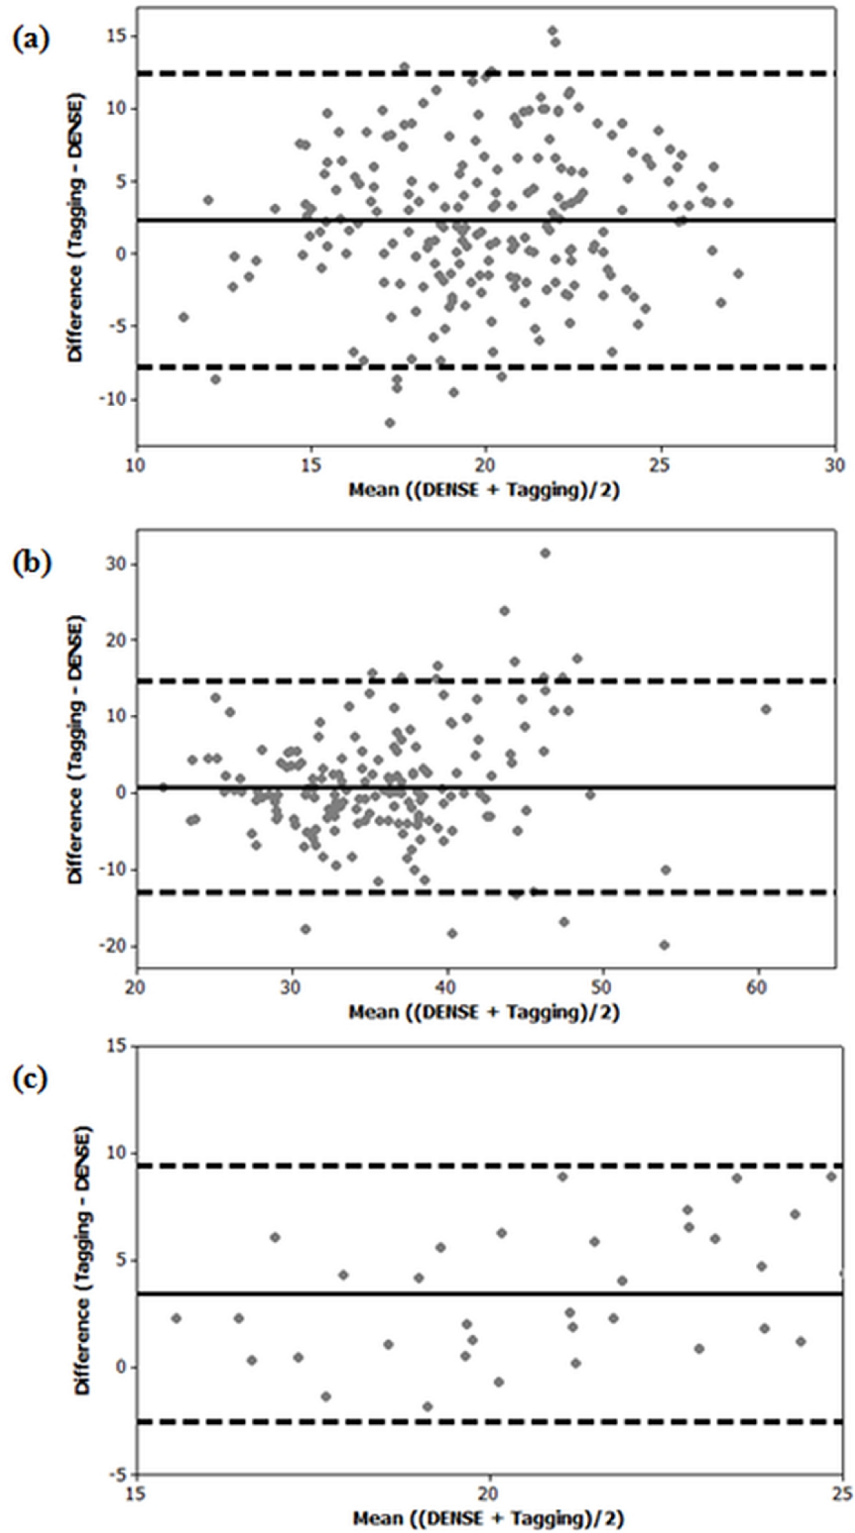 (a)
Difference (Tagging - DENSE)
15
10
5
0
-5
-10
10 15 20 25 30
Mean ((DENSE + Tagging)/2)
(b)
Difference (Tagging - DENSE)
30
20
10
0
-10
-20
20 30 40 50 60
Mean ((DENSE + Tagging)/2)
(c)
Difference (Tagging - DENSE)
15
10
5
0
-5
15 20 25
Mean ((DENSE + Tagging)/2)